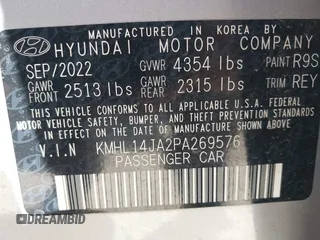 MANUFACTURED IN KOREA BY
HYUNDAI MOTOR COMPANY
SEP/2022 GVWR 4354 lbs PAINT R9S
GAWR FRONT 2513 lbs GAWR REAR 2315 lbs TRIM REY
THIS VEHICLE CONFORMS TO ALL APPLICABLE
U.S. FEDERAL MOTOR VEHICLE SAFETY,
BUMPER, AND THEFT PREVENTION STANDARDS
IN EFFECT ON THE DATE OF MANUFACTURE
SHOWN ABOVE.
V.I.N KMHL14JA2PA269576
PASSENGER CAR
DREAMBID